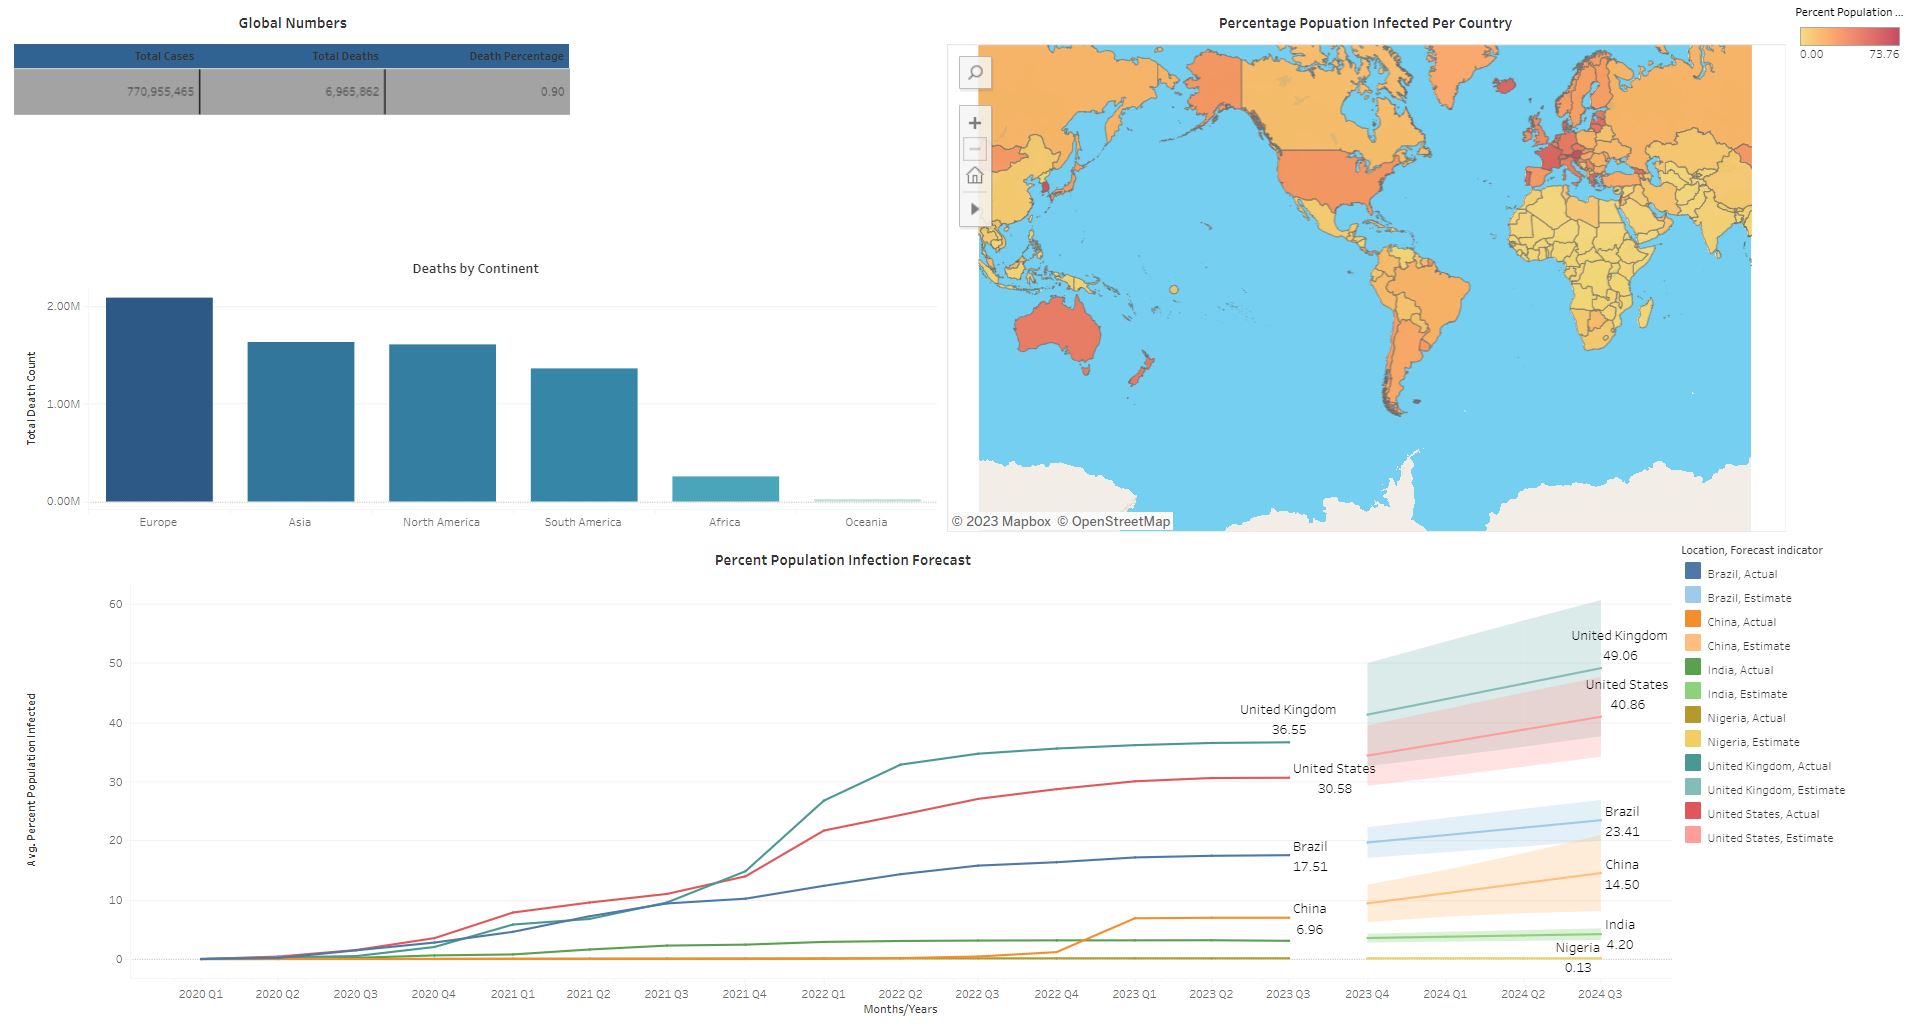 Global Numbers
Total Cases Total Deaths Death Percentage
770,955,465 6,965,862 0.90
Percentage Popuation Infected Per Country
Percent Population ...
0.00 73.76
© 2023 Mapbox © OpenStreetMap
Deaths by Continent
Total Death Count
2.00M
1.00M
0.00M
Europe Asia North America South America Africa Oceania
Percent Population Infection Forecast
Avg. Percent Population Infected
60
50
40
30
20
10
0
United Kingdom
36.55
United States
30.58
Brazil
17.51
China
6.96
United Kingdom
49.06
United States
40.86
Brazil
23.41
China
14.50
India
4.20
Nigeria
0.13
2020 Q1 2020 Q2 2020 Q3 2020 Q4 2021 Q1 2021 Q2 2021 Q3 2021 Q4 2022 Q1 2022 Q2 2022 Q3 2022 Q4 2023 Q1 2023 Q2 2023 Q3 2023 Q4 2024 Q1 2024 Q2 2024 Q3
Months/Years
Location, Forecast indicator
Brazil, Actual
Brazil, Estimate
China, Actual
China, Estimate
India, Actual
India, Estimate
Nigeria, Actual
Nigeria, Estimate
United Kingdom, Actual
United Kingdom, Estimate
United States, Actual
United States, Estimate